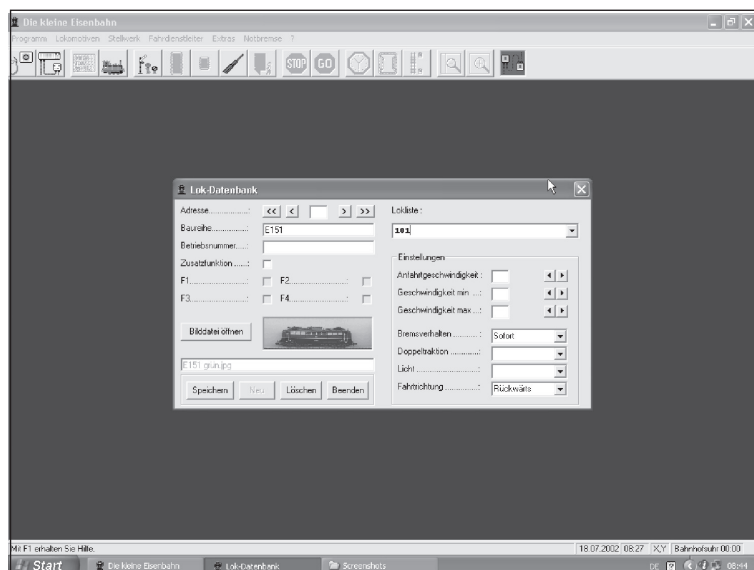 Die kleine Eisenbahn
Programm Lokomotiven Stellwerk Fahrdienstleiter Extras Notbremse ?
STOP GO
Lok-Datenbank
Adresse................: << < > >>
Baureihe...............: E151
Betriebsnummer.....:
Zusatzfunktion......:
F1......................: F2......................:
F3......................: F4......................:
Bilddatei öffnen
E151 grün.jpg
Speichern Neu Löschen Beenden
Lokliste :
101
Einstellungen
Anfahrtgeschwindigkeit :
Geschwindigkeit min ...:
Geschwindigkeit max ...:
Bremsverhalten ..........: Sofort
Doppeltraktion ...........:
Licht .........................:
Fahrtrichtung ............: Rückwärts
Mit F1 erhalten Sie Hilfe. 18.07.2002 08:27 X,Y Bahnhofsuhr 00:00
Start Die kleine Eisenbahn Lok-Datenbank Screenshots DE 08:44